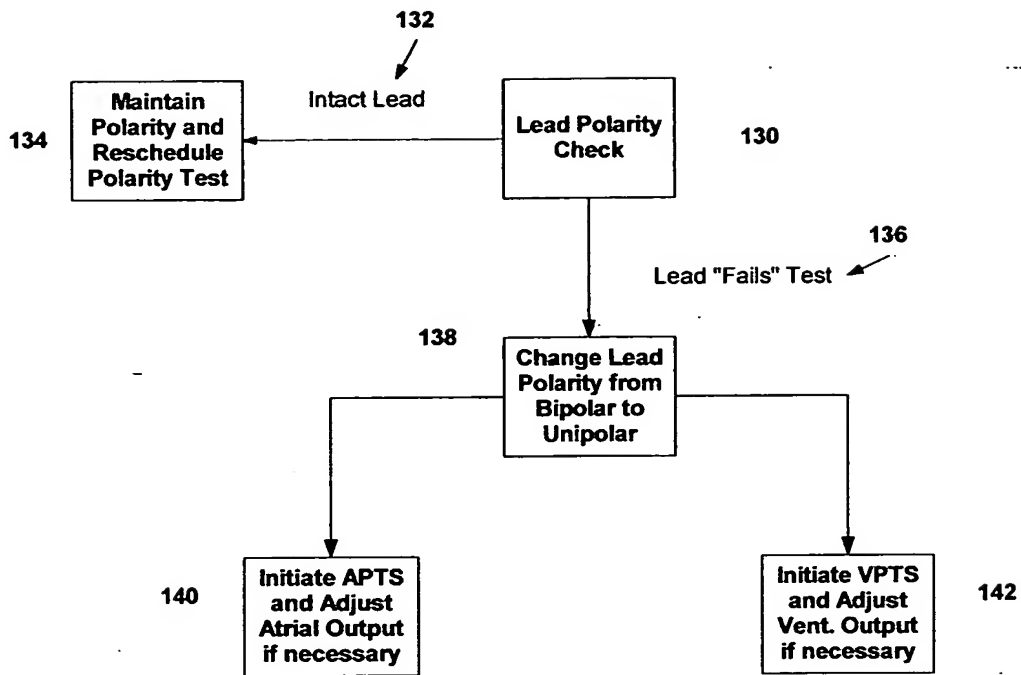 132
Intact Lead
134
Maintain
Polarity and
Reschedule
Polarity Test
Lead Polarity
Check
130
136
Lead "Fails" Test
138
Change Lead
Polarity from
Bipolar to
Unipolar
140
Initiate APTS
and Adjust
Atrial Output
if necessary
Initiate VPTS
and Adjust
Vent. Output
if necessary
142